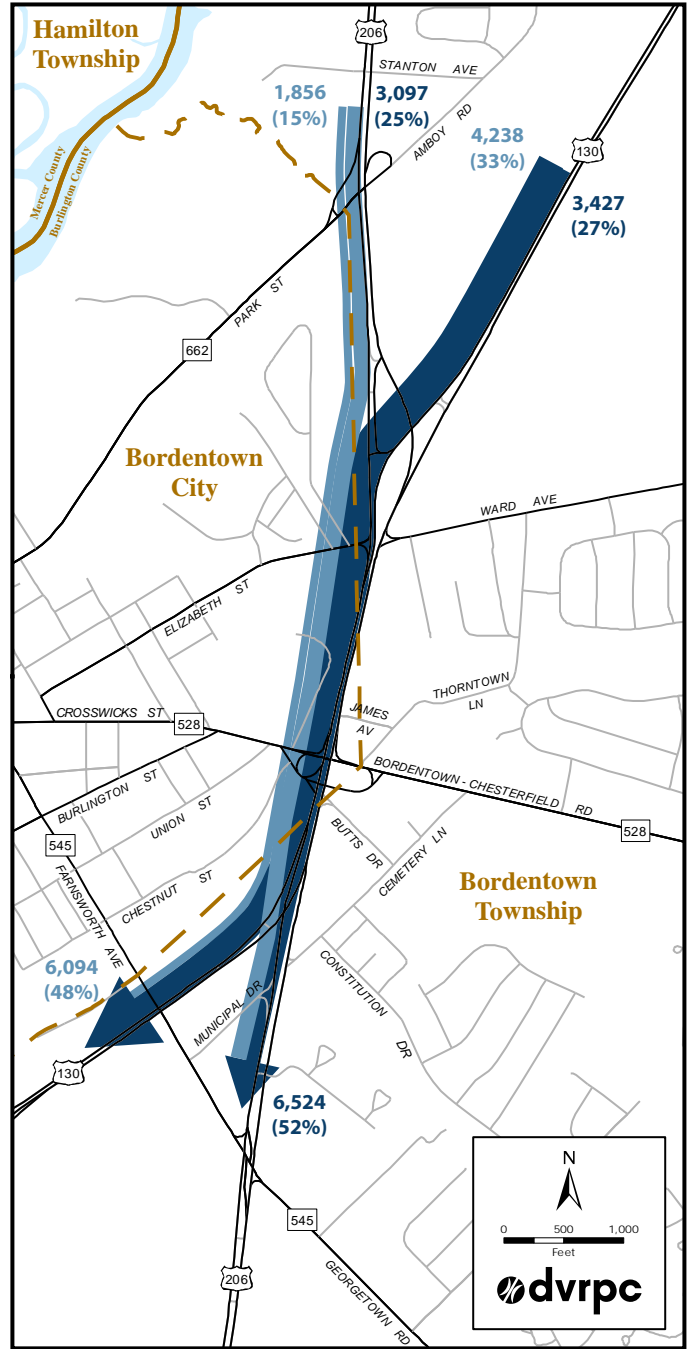 Hamilton
Township
206
STANTON AVE
1,856
(15%)
3,097
(25%)
AMBOY RD
4,238
(33%)
130
3,427
(27%)
Mercer County
Burlington County
PARK ST
662
Bordentown
City
WARD AVE
ELIZABETH ST
THORNTOWN
LN
CROSSWICKS ST
528
JAMES
AV
BORDENTOWN - CHESTERFIELD RD
528
BURLINGTON ST
UNION ST
545
BUTTS DR
CEMETERY LN
CHESTNUT ST
FARNSWORTH AVE
Bordentown
Township
6,094
(48%)
CONSTITUTION
DR
MUNICIPAL DR
130
6,524
(52%)
545
206
GEORGETOWN RD
N
0 500 1,000
Feet
dvrpc